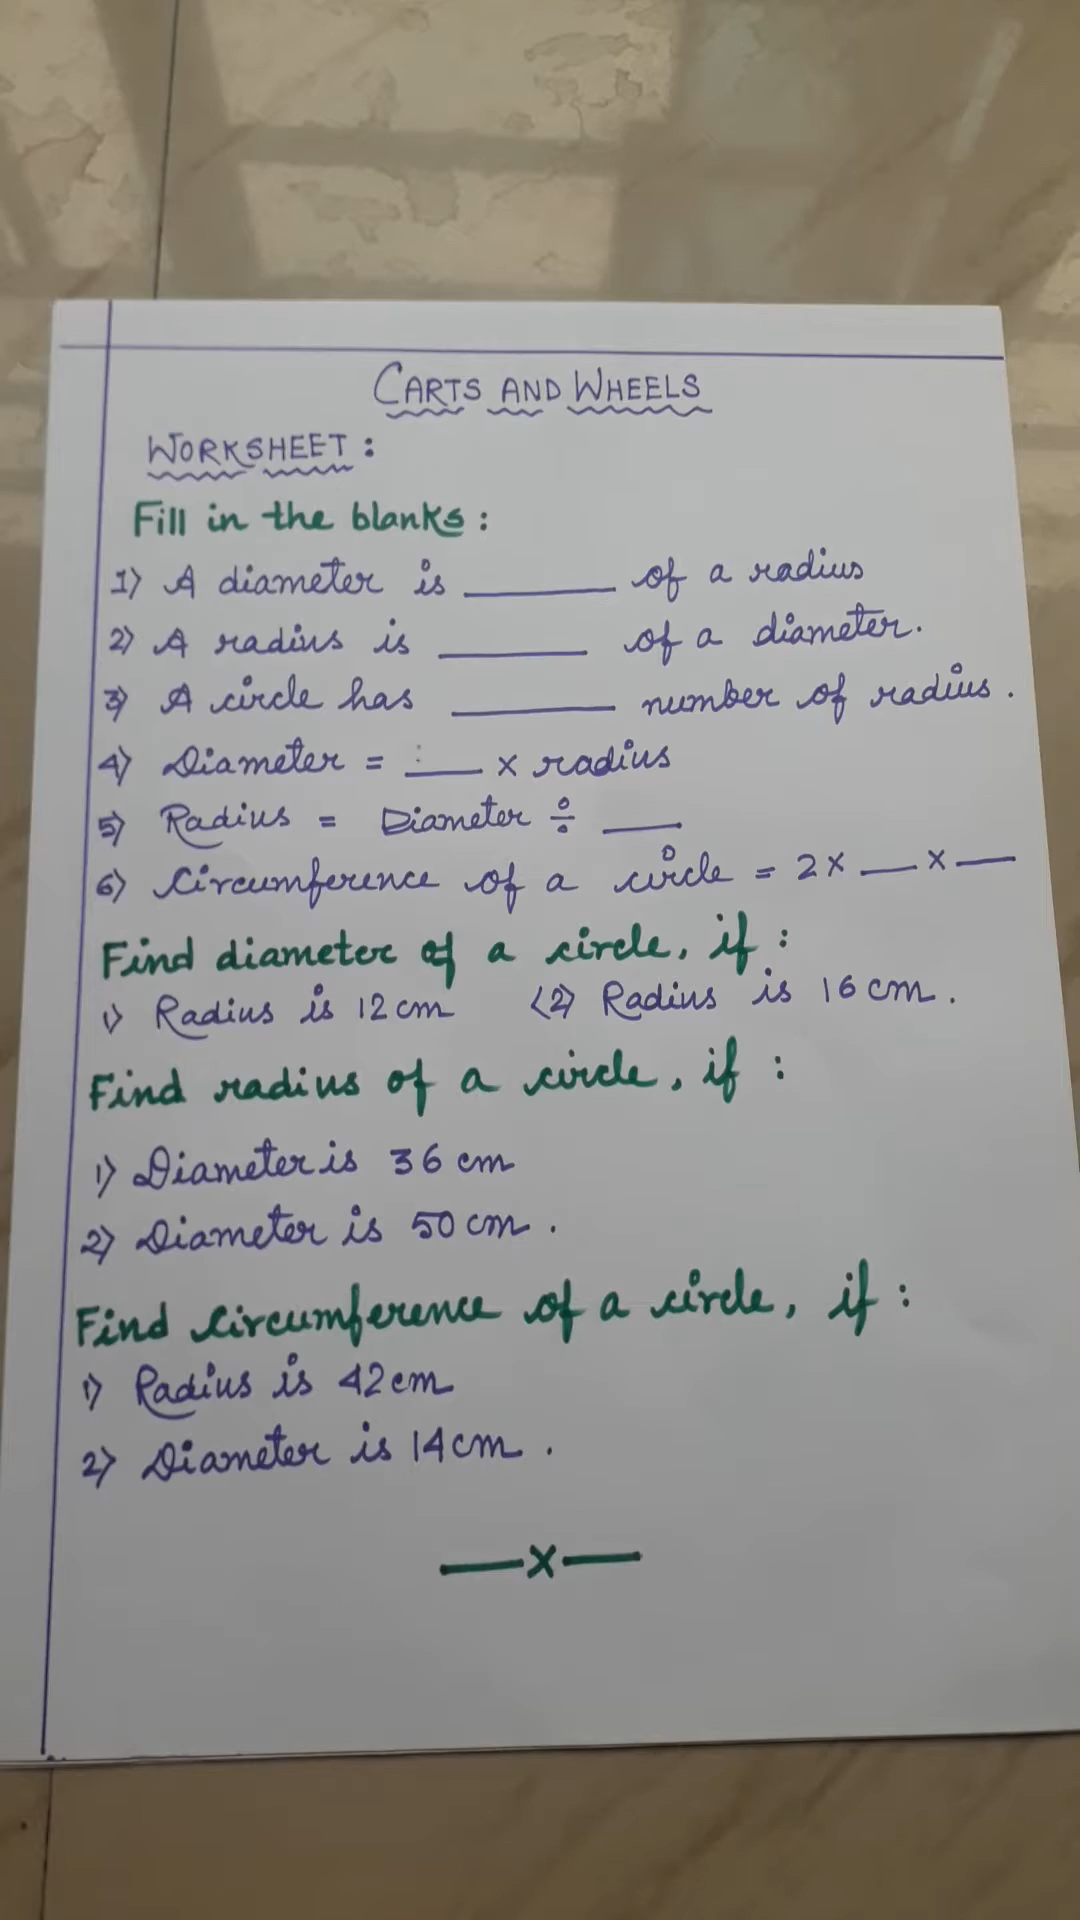 CARTS AND WHEELS
WORKSHEET :
Fill in the blanks :
1) A diameter is ______ of a radius
2) A radius is ______ of a diameter.
3) A circle has ______ number of radius.
4) Diameter = ___ × radius
5) Radius = Diameter ÷ ___
6) Circumference of a circle = 2 × __ × __
Find diameter of a circle, if :
1) Radius is 12 cm (2) Radius is 16 cm.
Find radius of a circle, if :
1) Diameter is 36 cm
2) Diameter is 50 cm.
Find circumference of a circle, if :
1) Radius is 42 cm
2) Diameter is 14 cm.
—x—